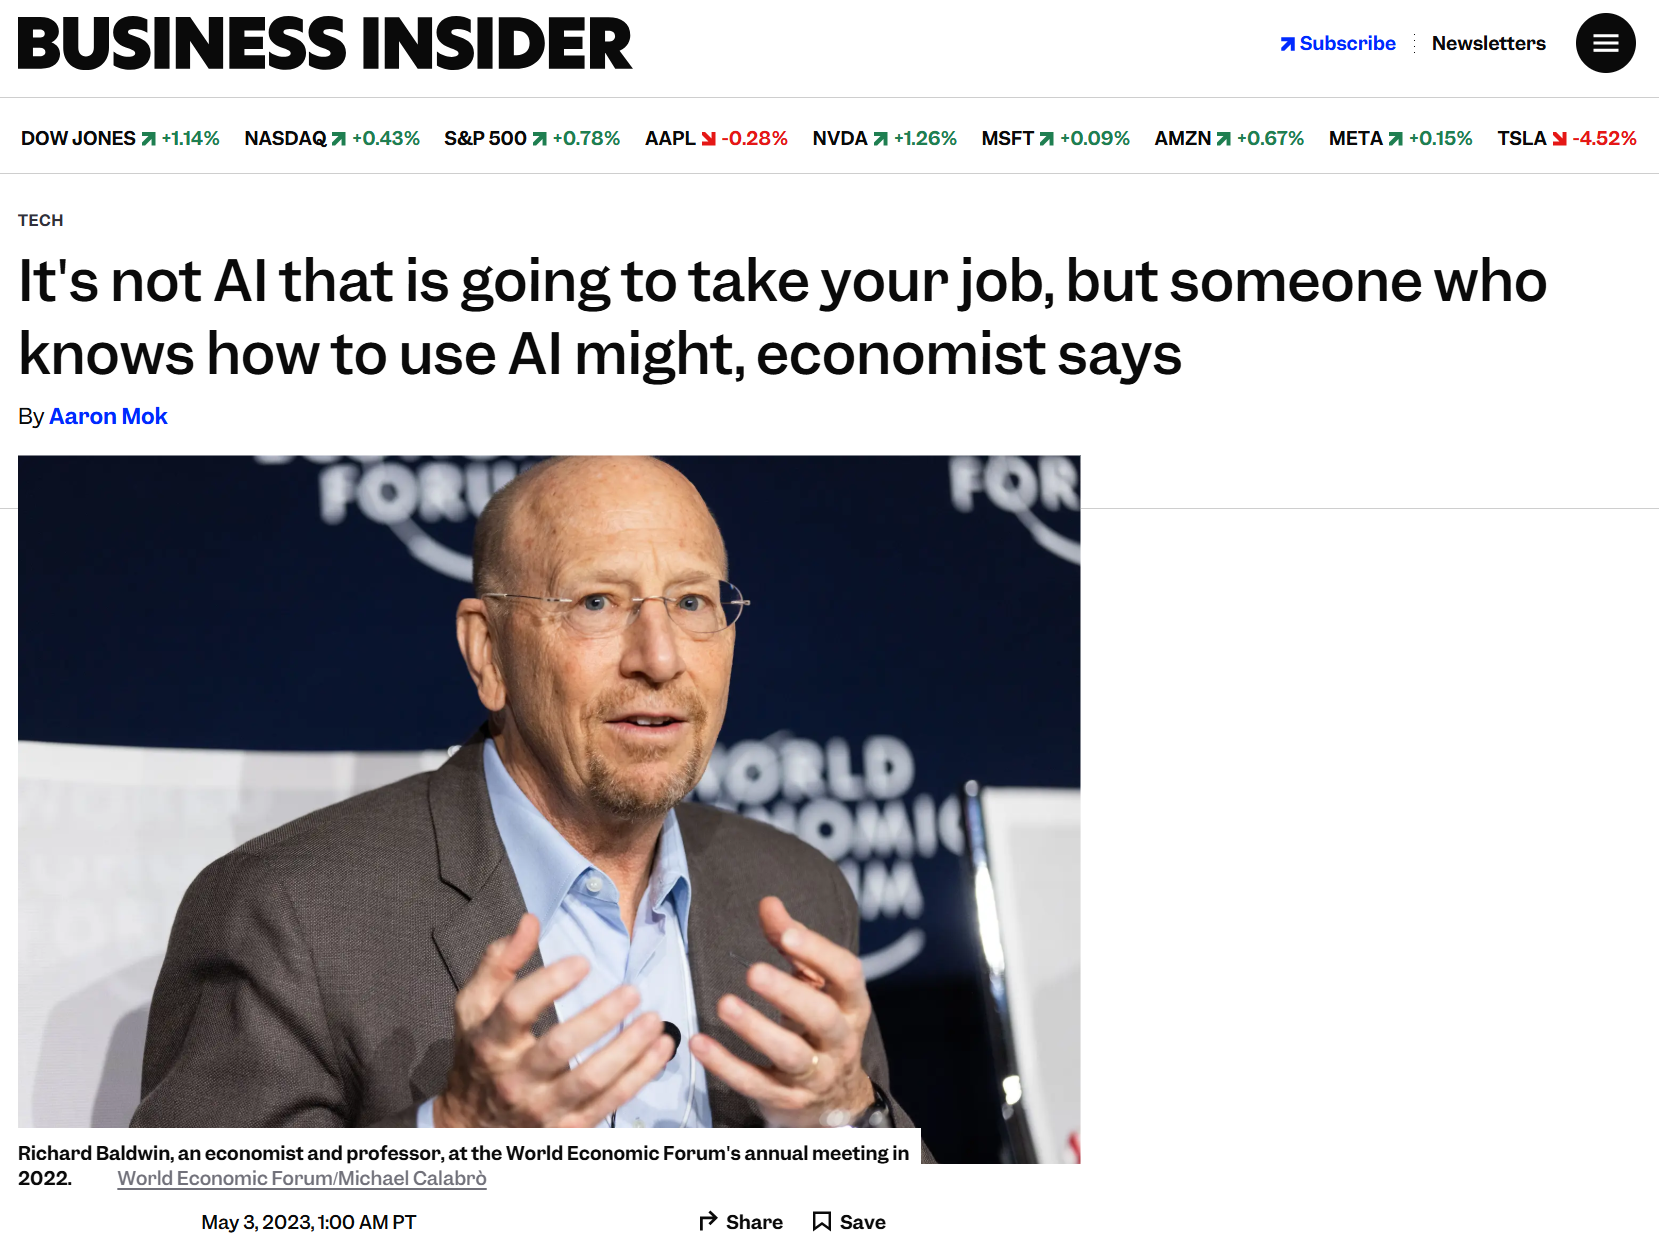 BUSINESS INSIDER
Subscribe
Newsletters
DOW JONES +1.14% NASDAQ +0.43% S&P 500 +0.78% AAPL -0.28% NVDA +1.26% MSFT +0.09% AMZN +0.67% META +0.15% TSLA -4.52%
TECH
It's not AI that is going to take your job, but someone who
knows how to use AI might, economist says
By Aaron Mok
FORUM
FOR
WORLD
ECONOMIC
Richard Baldwin, an economist and professor, at the World Economic Forum's annual meeting in
2022. World Economic Forum/Michael Calabrò
May 3, 2023, 1:00 AM PT
Share
Save